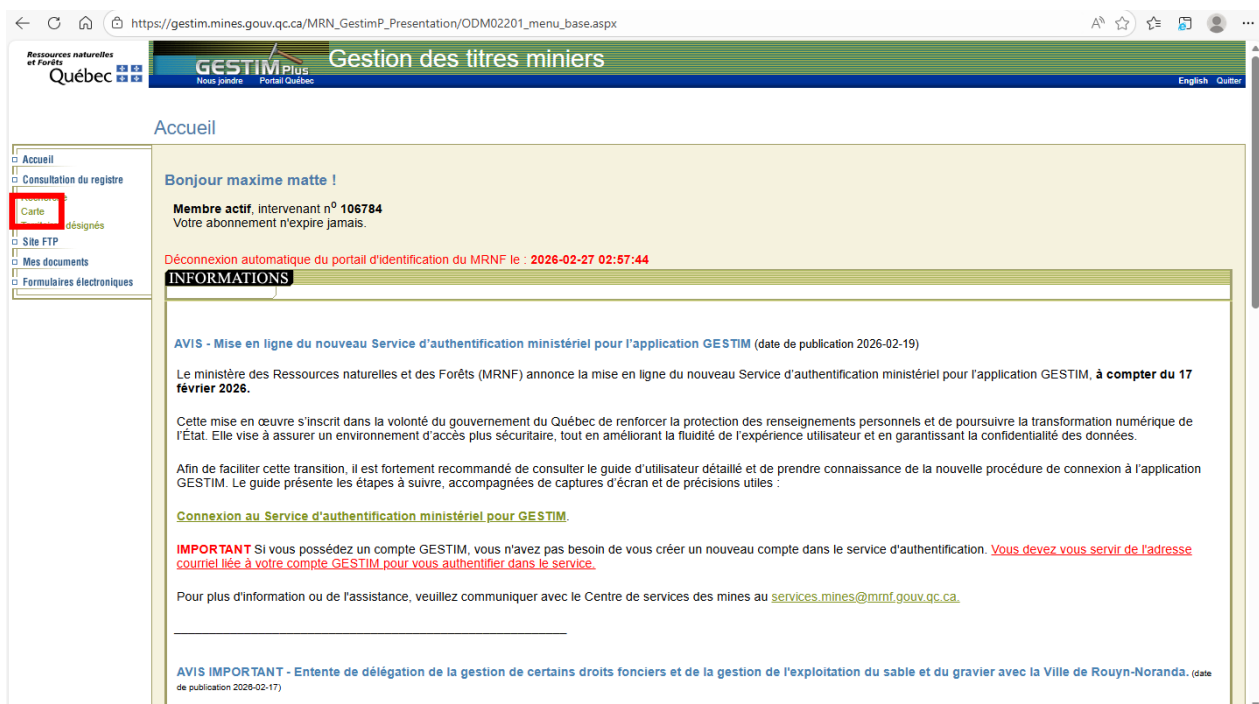 https://gestim.mines.gouv.qc.ca/MRN_GestimP_Presentation/ODM02201_menu_base.aspx
Ressources naturelles
et Forêts
Québec
GESTIM Plus
Gestion des titres miniers
Nous joindre Portail Québec
English Quitter
Accueil
Accueil
Consultation du registre
Carte
désignés
Site FTP
Mes documents
Formulaires électroniques
Bonjour maxime matte !
Membre actif, intervenant nº 106784
Votre abonnement n'expire jamais.
Déconnexion automatique du portail d'identification du MRNF le : 2026-02-27 02:57:44
INFORMATIONS
AVIS - Mise en ligne du nouveau Service d'authentification ministériel pour l'application GESTIM (date de publication 2026-02-19)
Le ministère des Ressources naturelles et des Forêts (MRNF) annonce la mise en ligne du nouveau Service d'authentification ministériel pour l'application GESTIM, à compter du 17
février 2026.
Cette mise en œuvre s'inscrit dans la volonté du gouvernement du Québec de renforcer la protection des renseignements personnels et de poursuivre la transformation numérique de
l'État. Elle vise à assurer un environnement d'accès plus sécuritaire, tout en améliorant la fluidité de l'expérience utilisateur et en garantissant la confidentialité des données.
Afin de faciliter cette transition, il est fortement recommandé de consulter le guide d'utilisateur détaillé et de prendre connaissance de la nouvelle procédure de connexion à l'application
GESTIM. Le guide présente les étapes à suivre, accompagnées de captures d'écran et de précisions utiles :
Connexion au Service d'authentification ministériel pour GESTIM.
IMPORTANT Si vous possédez un compte GESTIM, vous n'avez pas besoin de vous créer un nouveau compte dans le service d'authentification. Vous devez vous servir de l'adresse
courriel liée à votre compte GESTIM pour vous authentifier dans le service.
Pour plus d'information ou de l'assistance, veuillez communiquer avec le Centre de services des mines au services.mines@mrnf.gouv.qc.ca.
AVIS IMPORTANT - Entente de délégation de la gestion de certains droits fonciers et de la gestion de l'exploitation du sable et du gravier avec la Ville de Rouyn-Noranda. (date
de publication 2026-02-17)